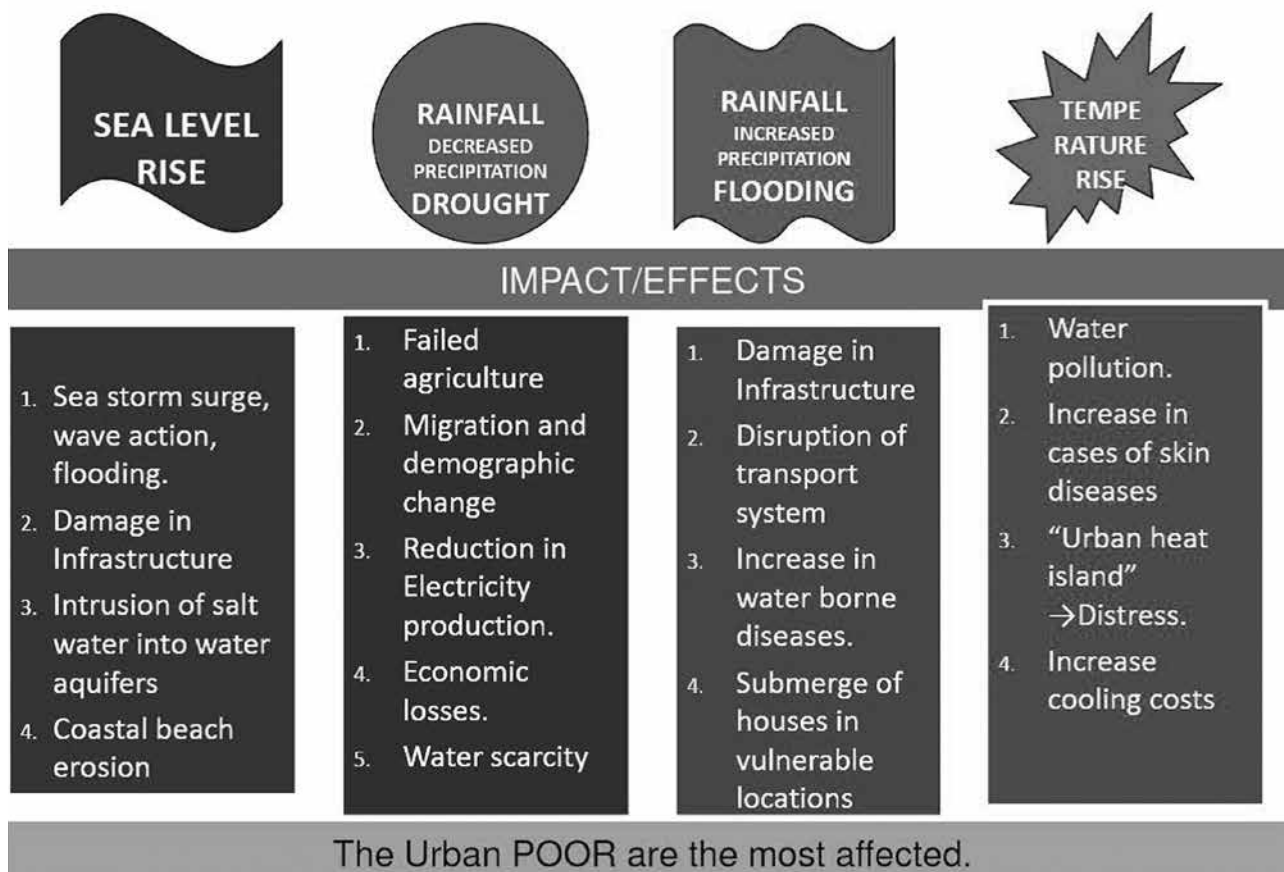 SEA LEVEL
RISE
RAINFALL
DECREASED
PRECIPITATION
DROUGHT
RAINFALL
INCREASED
PRECIPITATION
FLOODING
TEMPE
RATURE
RISE
IMPACT/EFFECTS
1. Sea storm surge,
wave action,
flooding.
2. Damage in
Infrastructure
3. Intrusion of salt
water into water
aquifers
4. Coastal beach
erosion
1. Failed
agriculture
2. Migration and
demographic
change
3. Reduction in
Electricity
production.
4. Economic
losses.
5. Water scarcity
1. Damage in
Infrastructure
2. Disruption of
transport
system
3. Increase in
water borne
diseases.
4. Submerge of
houses in
vulnerable
locations
1. Water
pollution.
2. Increase in
cases of skin
diseases
3. “Urban heat
island”
→Distress.
4. Increase
cooling costs
The Urban POOR are the most affected.